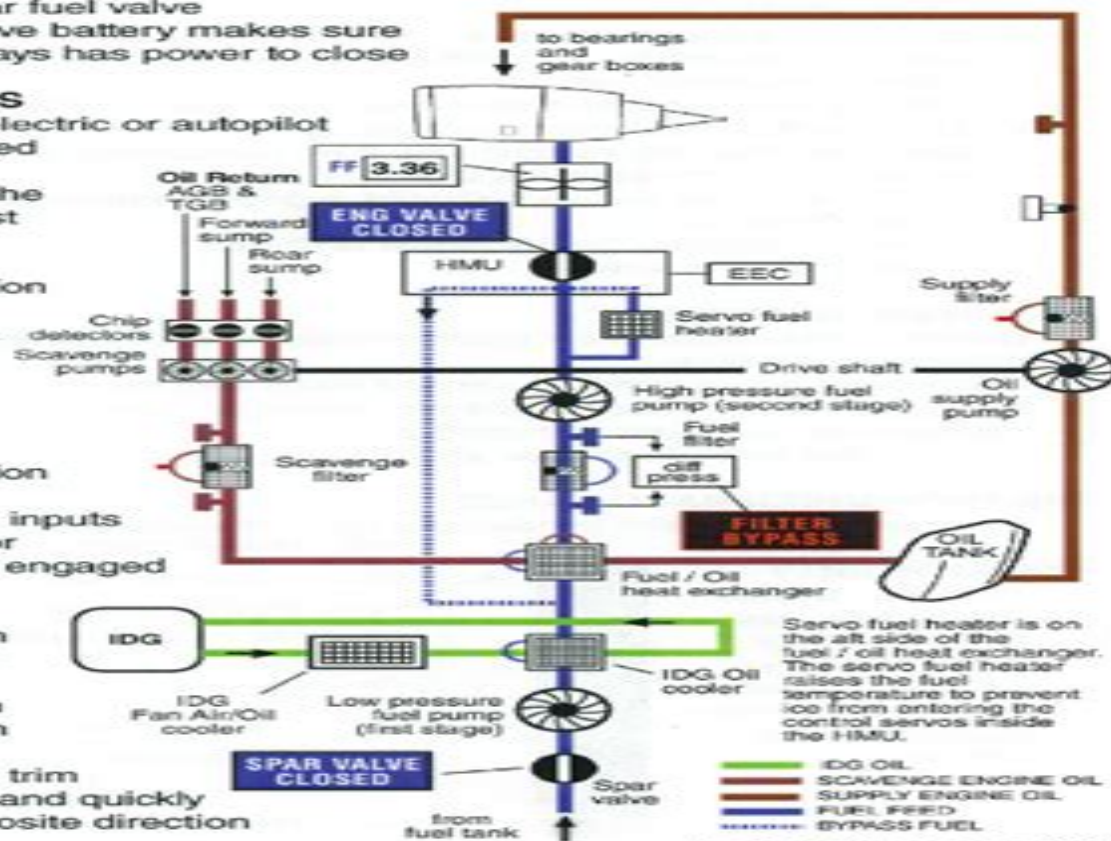 ar fuel valve
ve battery makes sure
ays has power to close
s
lectric or autopilot
ed
he
st
ion
ion
inputs
or
engaged
n
n
n
trim
and quickly
osite direction
to bearings
and
gear boxes
FF 3.36
Oil Return
AGB &
TGB
Forward
sump
Rear
sump
ENG VALVE
CLOSED
HMU
EEC
Supply
filter
Chip
detectors
Servo fuel
heater
Scavenge
pumps
Drive shaft
High pressure fuel
pump (second stage)
Oil
supply
pump
Fuel
filter
Scavenge
filter
diff
press
FILTER
BYPASS
OIL
TANK
Fuel / Oil
heat exchanger
IDG
IDG
Fan Air/Oil
cooler
Low pressure
fuel pump
(first stage)
IDG Oil
cooler
Servo fuel heater is on
the aft side of the
fuel / oil heat exchanger.
The servo fuel heater
raises the fuel
temperature to prevent
ice from entering the
control servos inside
the HMU.
SPAR VALVE
CLOSED
Spar
valve
from
fuel tank
IDG OIL
SCAVENGE ENGINE OIL
SUPPLY ENGINE OIL
FUEL FEED
BYPASS FUEL